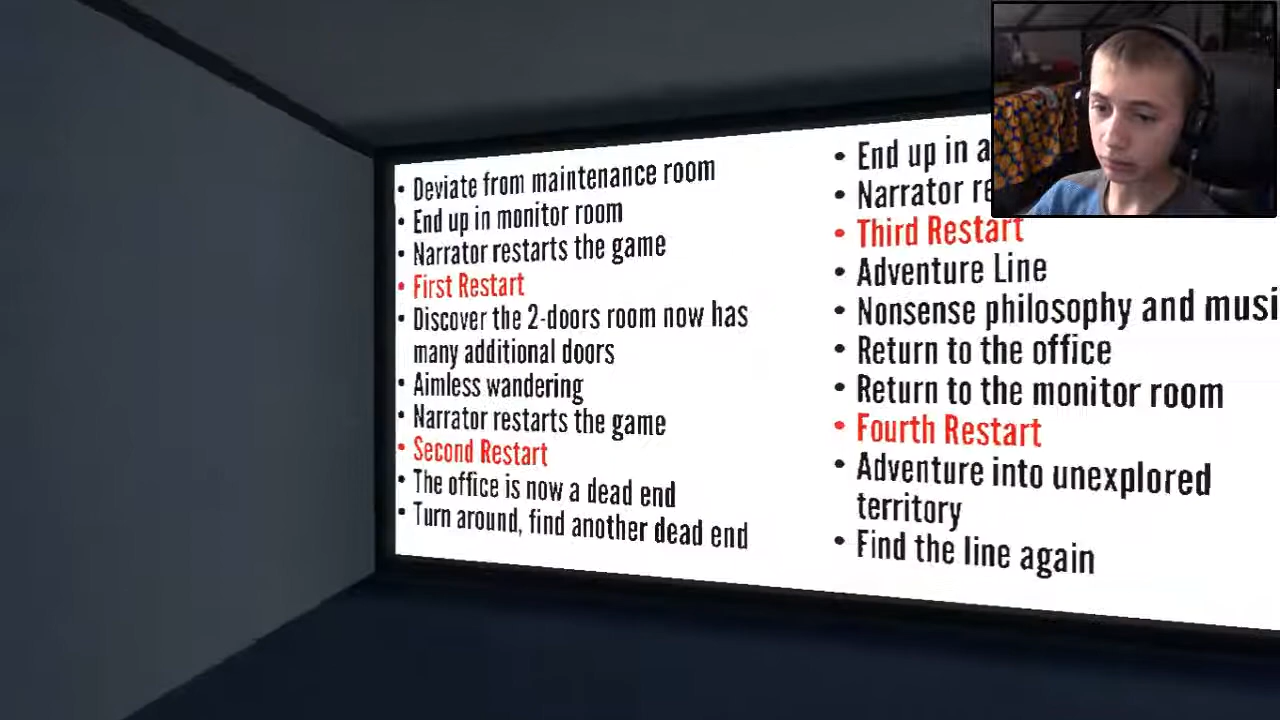 • Deviate from maintenance room
• End up in monitor room
• Narrator restarts the game
• First Restart
• Discover the 2-doors room now has
many additional doors
• Aimless wandering
• Narrator restarts the game
• Second Restart
• The office is now a dead end
• Turn around, find another dead end
• End up in a
• Narrator
• Third Restart
• Adventure Line
• Nonsense philosophy and musi
• Return to the office
• Return to the monitor room
• Fourth Restart
• Adventure into unexplored
territory
• Find the line again